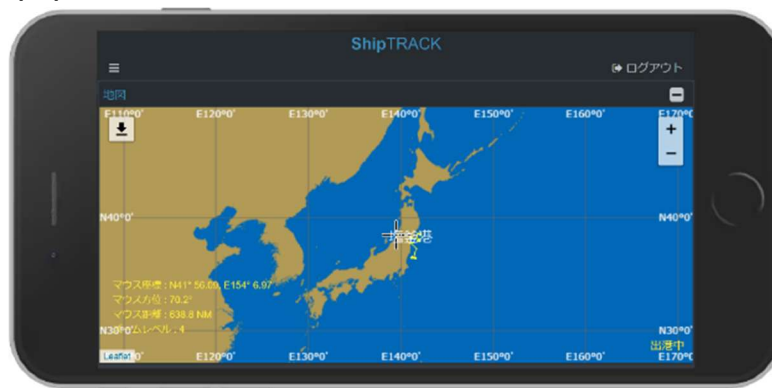 ShipTRACK
≡ ログアウト
地図
E110°0' E120°0' E130°0' E140°0' E150°0' E160°0' E170°0'
+
−
N40°0' N40°0'
塩釜港
マウス座標 : N41° 56.09, E154° 6.97
マウス方位 : 70.2°
マウス距離 : 638.8 NM
N30°0' ズームレベル : 4 N30°0'
出港中
Leaflet E120°0' E130°0' E140°0' E150°0' E160°0' E170°0'